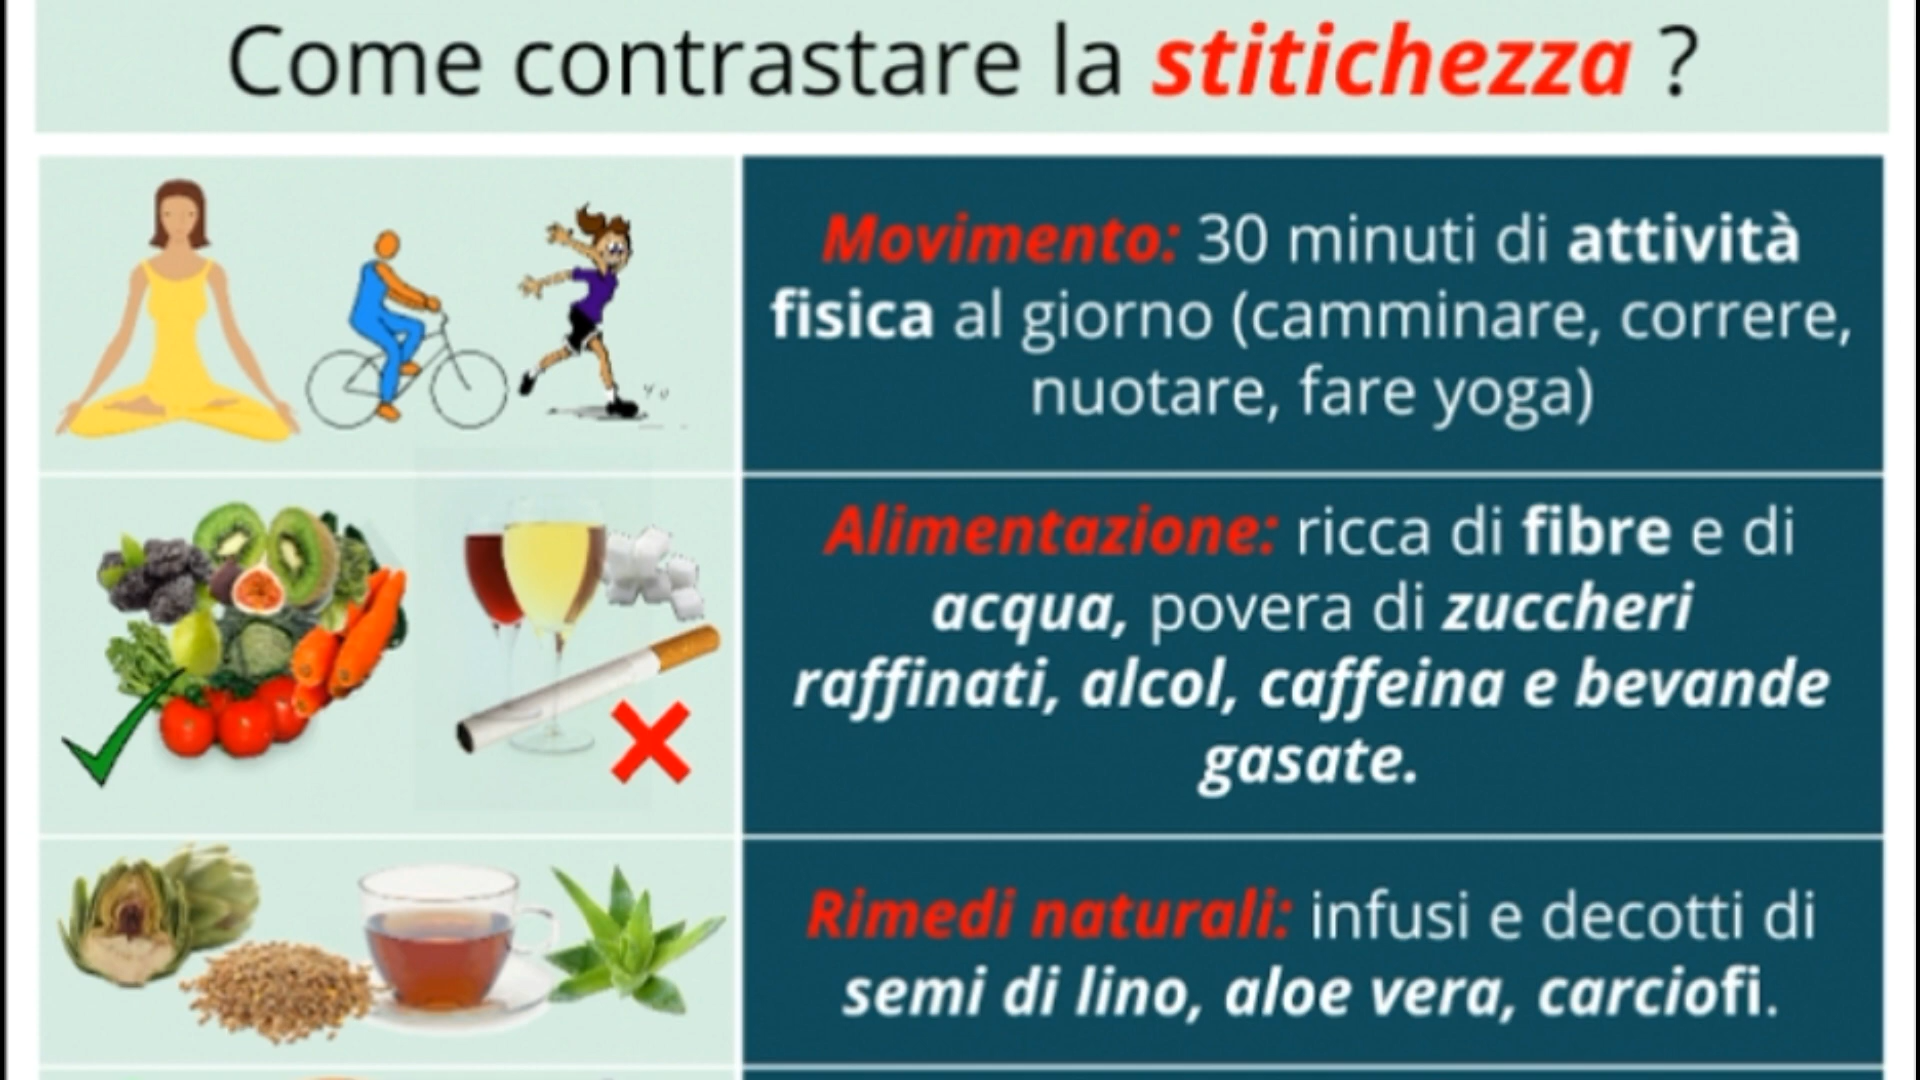 Come contrastare la stitichezza ?
Movimento: 30 minuti di attività
fisica al giorno (camminare, correre,
nuotare, fare yoga)
Alimentazione: ricca di fibre e di
acqua, povera di zuccheri
raffinati, alcol, caffeina e bevande
gasate.
Rimedi naturali: infusi e decotti di
semi di lino, aloe vera, carciofi.